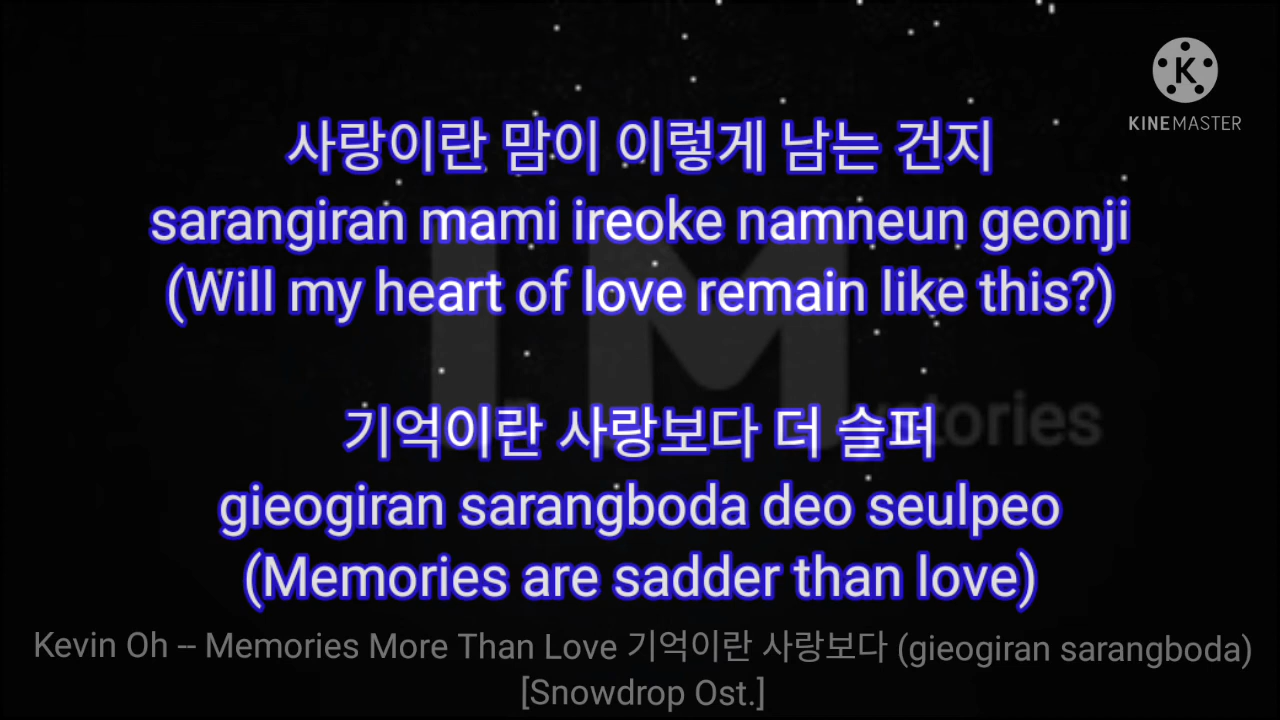 KINEMASTER
사랑이란 맘이 이렇게 남는 건지
sarangiran mami ireoke namneun geonji
(Will my heart of love remain like this?)
기억이란 사랑보다 더 슬퍼
gieogiran sarangboda deo seulpeo
(Memories are sadder than love)
Kevin Oh -- Memories More Than Love 기억이란 사랑보다 (gieogiran sarangboda)
[Snowdrop Ost.]